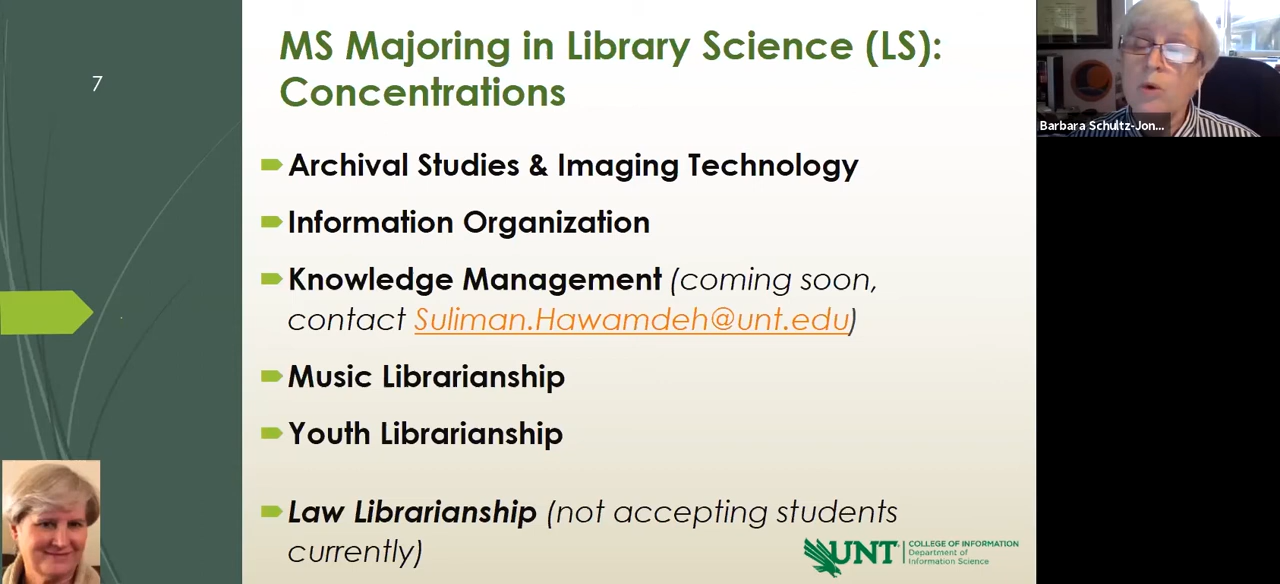 MS Majoring in Library Science (LS):
Concentrations
7
Barbara Schultz-Jon...
Archival Studies & Imaging Technology
Information Organization
Knowledge Management (coming soon,
contact Suliman.Hawamdeh@unt.edu)
Music Librarianship
Youth Librarianship
Law Librarianship (not accepting students
currently)
UNT
COLLEGE OF INFORMATION
Department of
Information Science